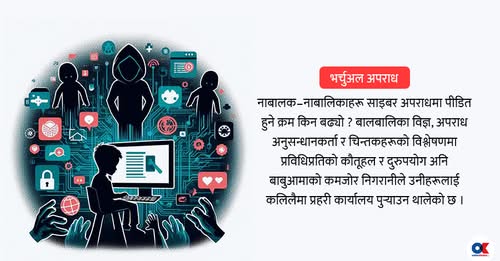 भर्चुअल अपराध
नाबालक–नाबालिकाहरू साइबर अपराधमा पीडित
हुने क्रम किन बढ्यो ? बालबालिका विज्ञ, अपराध
अनुसन्धानकर्ता र चिन्तकहरूको विश्लेषणमा
प्रविधिप्रतिको कौतूहल र दुरुपयोग अनि
बाबुआमाको कमजोर निगरानीले उनीहरूलाई
कलिलैमा प्रहरी कार्यालय पुऱ्याउन थालेको छ ।
OK